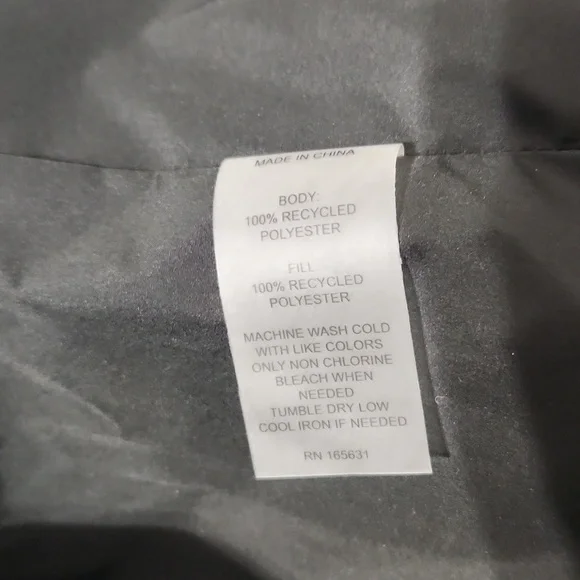 MADE IN CHINA
BODY:
100% RECYCLED
POLYESTER
FILL
100% RECYCLED
POLYESTER
MACHINE WASH COLD
WITH LIKE COLORS
ONLY NON CHLORINE
BLEACH WHEN
NEEDED
TUMBLE DRY LOW
COOL IRON IF NEEDED
RN 165631